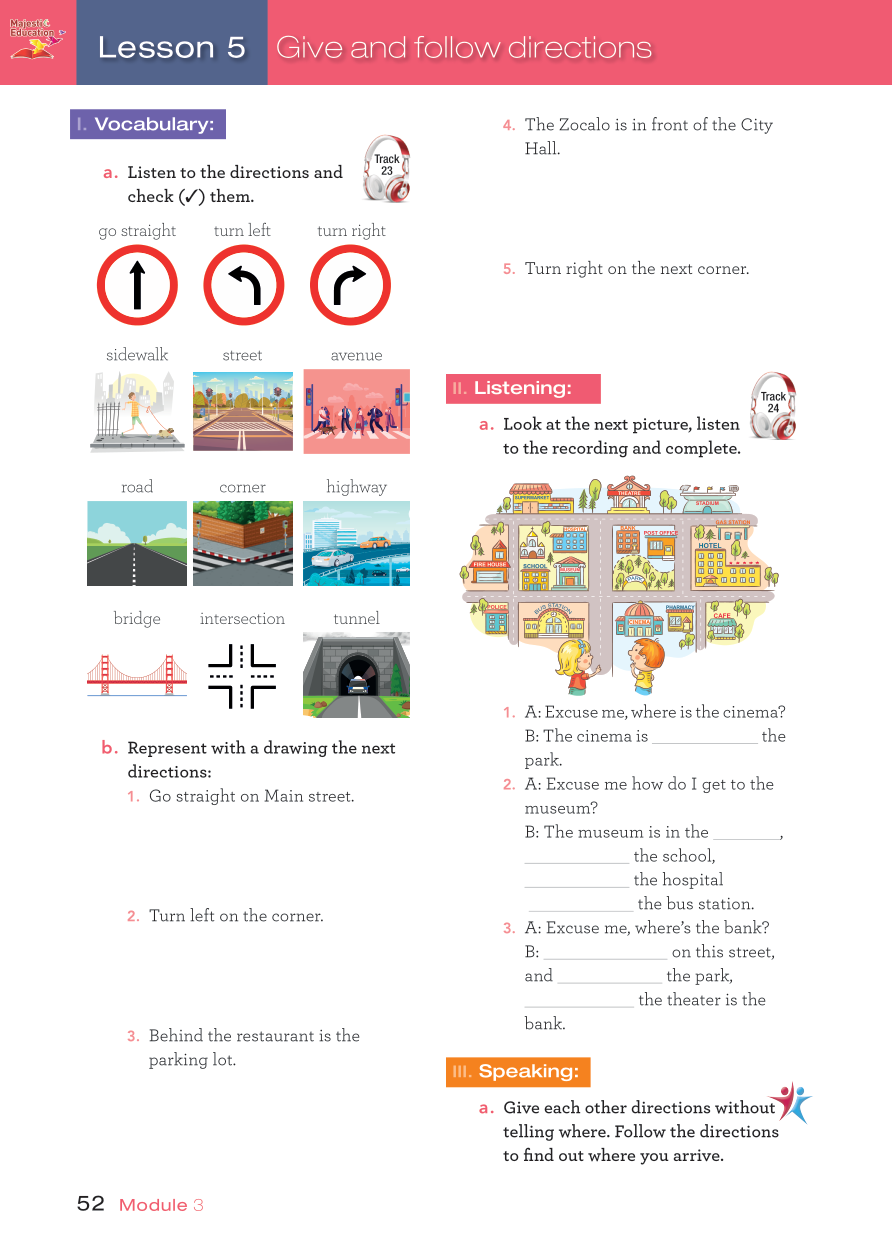 Majestic
Education
Lesson 5
Give and follow directions
I. Vocabulary:
a. Listen to the directions and
check (✓) them.
Track
23
go straight
turn left
turn right
sidewalk
street
avenue
road
corner
highway
bridge
intersection
tunnel
b. Represent with a drawing the next
directions:
1. Go straight on Main street.
2. Turn left on the corner.
3. Behind the restaurant is the
parking lot.
4. The Zocalo is in front of the City
Hall.
5. Turn right on the next corner.
II. Listening:
Track
24
a. Look at the next picture, listen
to the recording and complete.
SUPERMARKET
THEATRE
STADIUM
HOSPITAL
BANK
POST OFFICE
GAS STATION
FIRE HOUSE
SCHOOL
MUSEUM
PARK
HOTEL
POLICE
BUS STATION
CINEMA
PHARMACY
CAFE
1. A: Excuse me, where is the cinema?
B: The cinema is ____________ the
park.
2. A: Excuse me how do I get to the
museum?
B: The museum is in the ________,
____________ the school,
____________ the hospital
____________ the bus station.
3. A: Excuse me, where's the bank?
B: ______________ on this street,
and ____________ the park,
____________ the theater is the
bank.
III. Speaking:
a. Give each other directions without
telling where. Follow the directions
to find out where you arrive.
52 Module 3